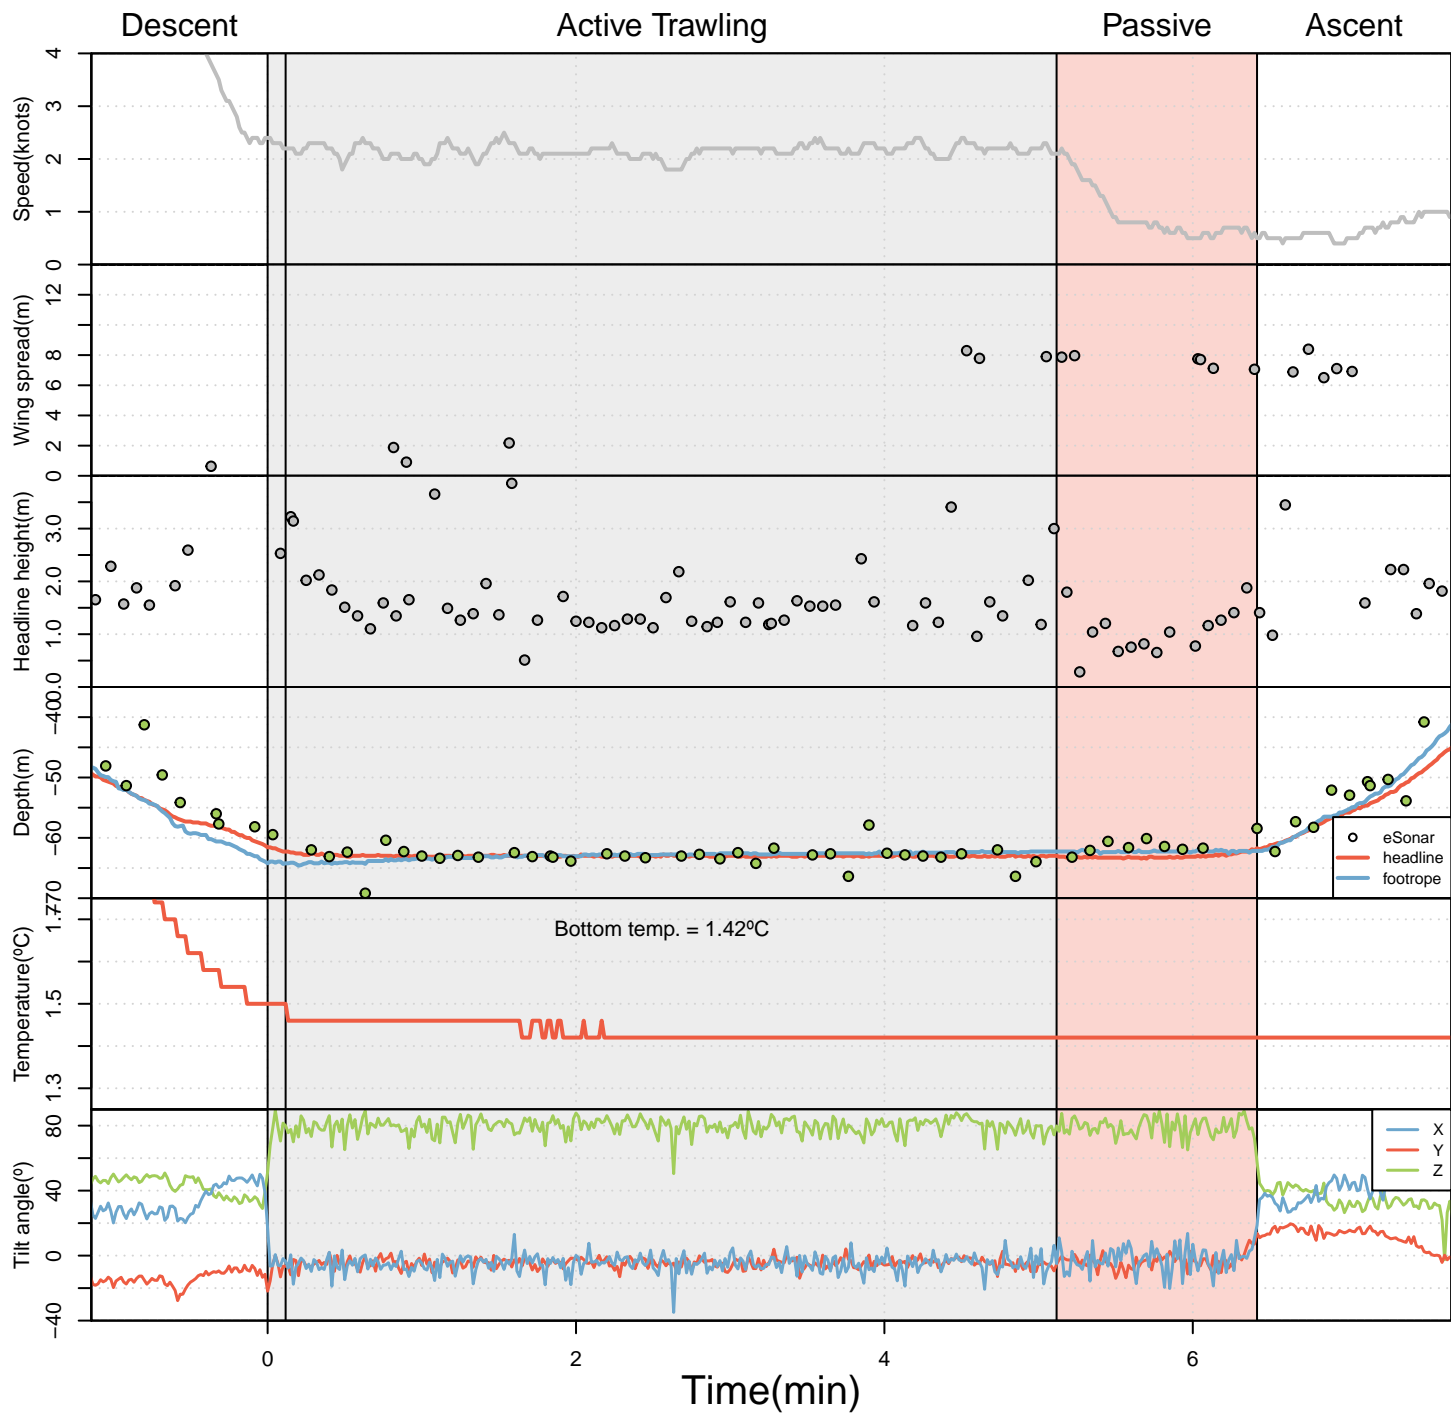 Descent Active Trawling Passive Ascent
Speed(knots)
4
3
2
1
0
Wing spread(m)
12
8
6
4
2
0
Headline height(m)
3.0
2.0
1.0
0.0
Depth(m)
−40
−50
−60
−70
eSonar
headline
footrope
Temperature(ºC)
1.7
1.5
1.3
Bottom temp. = 1.42ºC
Tilt angle(º)
80
40
0
−40
X
Y
Z
0 2 4 6
Time(min)